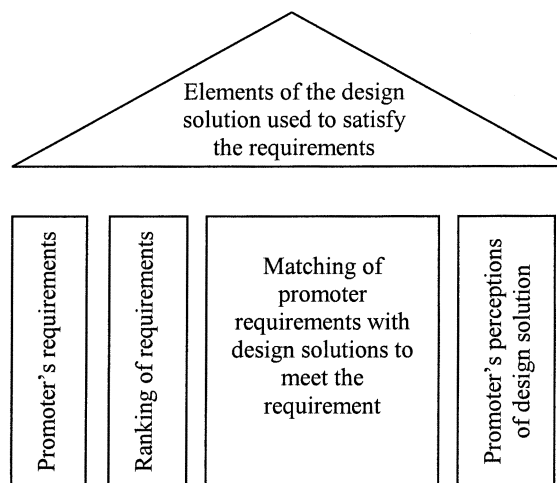 Elements of the design
solution used to satisfy
the requirements
Promoter's requirements
Ranking of requirements
Matching of
promoter
requirements with
design solutions to
meet the
requirement
Promoter's perceptions
of design solution